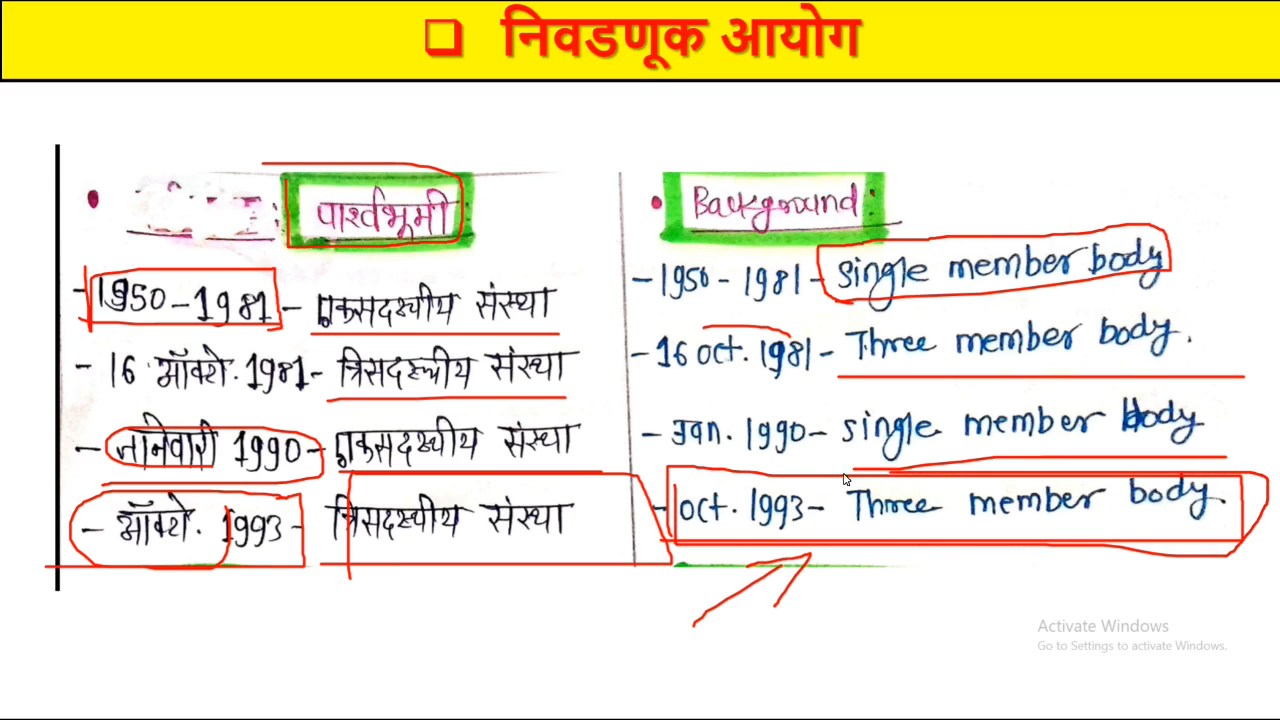 निवडणूक आयोग
• पार्श्वभूमी
- 1950-1981 - एकसदस्यीय संस्था
- 16 ऑक्टो. 1981- त्रिसदस्यीय संस्था
- जानेवारी 1990- एकसदस्यीय संस्था
- ऑक्टो. 1993- त्रिसदस्यीय संस्था
• Background:
- 1950 - 1981 - Single member body
- 16 oct. 1981 - Three member body.
- Jan. 1990- single member body
- oct. 1993- Three member body.
Activate Windows
Go to Settings to activate Windows.